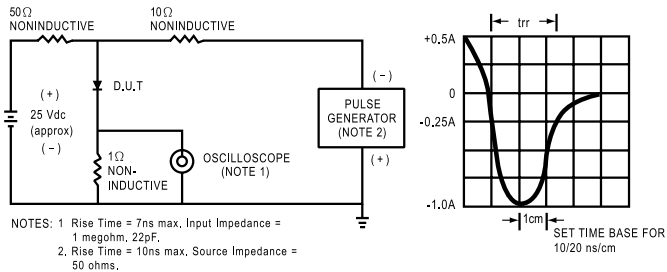 50Ω
NONINDUCTIVE
10Ω
NONINDUCTIVE
(+)
25 Vdc
(approx)
(−)
D.U.T
1Ω
NON-
INDUCTIVE
OSCILLOSCOPE
(NOTE 1)
(−)
PULSE
GENERATOR
(NOTE 2)
(+)
trr
+0.5A
0
-0.25A
-1.0A
1cm
SET TIME BASE FOR
10/20 ns/cm
NOTES: 1 Rise Time = 7ns max, Input Impedance =
1 megohm, 22pF,
2, Rise Time = 10ns max, Source Impedance =
50 ohms,